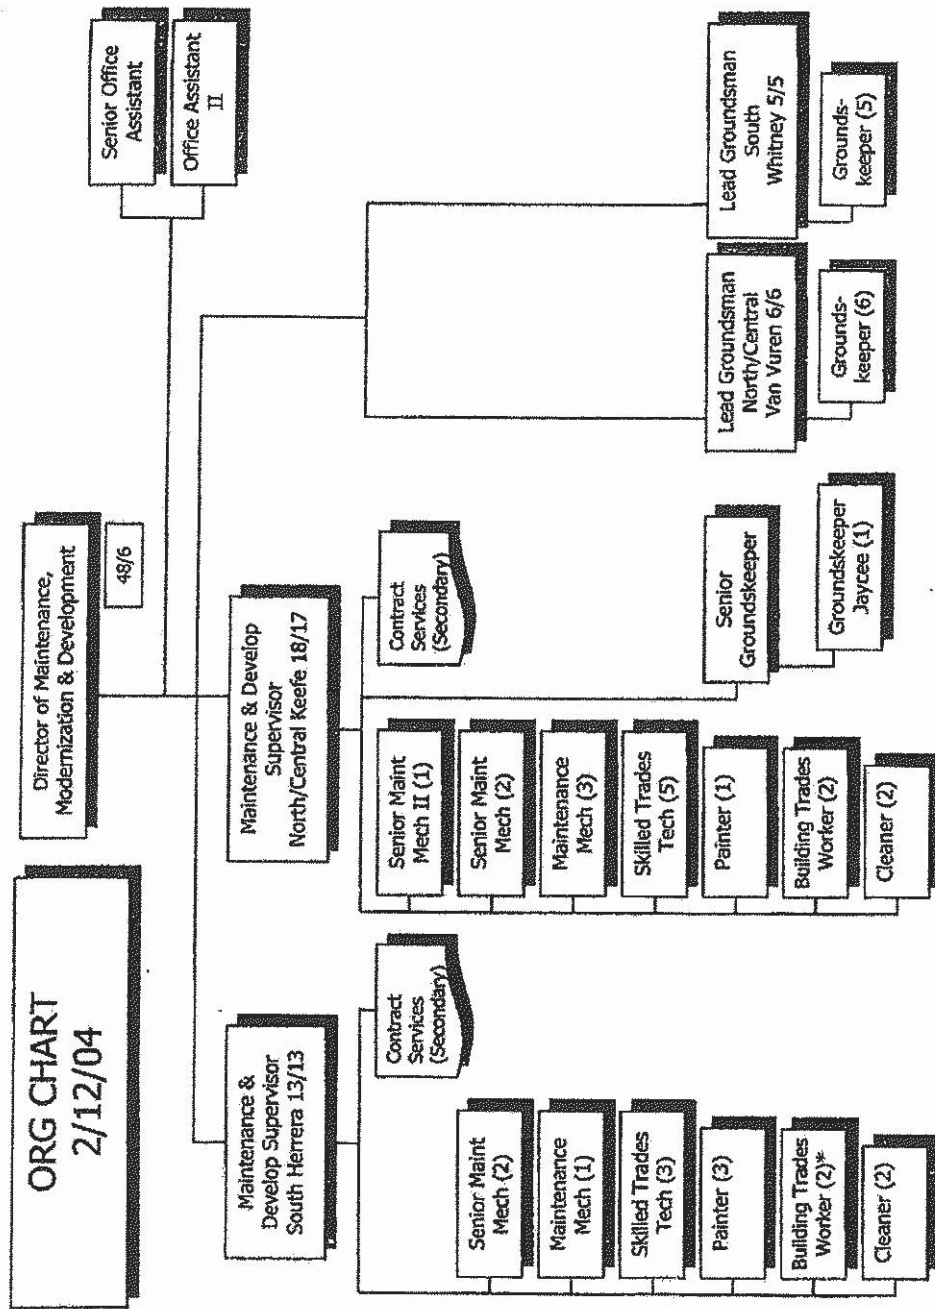 ORG CHART
2/12/04
Director of Maintenance,
Modernization & Development
48/6
Senior Office
Assistant
Office Assistant
II
Maintenance &
Develop Supervisor
South Herrera 13/13
Contract
Services
(Secondary)
Senior Maint
Mech (2)
Maintenance
Mech (1)
Skilled Trades
Tech (3)
Painter (3)
Building Trades
Worker (2)*
Cleaner (2)
Maintenance & Develop
Supervisor
North/Central Keefe 18/17
Contract
Services
(Secondary)
Senior Maint
Mech II (1)
Senior Maint
Mech (2)
Maintenance
Mech (3)
Skilled Trades
Tech (5)
Painter (1)
Building Trades
Worker (2)
Cleaner (2)
Senior
Groundskeeper
Groundskeeper
Jaycee (1)
Lead Groundsman
North/Central
Van Vuren 6/6
Grounds-
keeper (6)
Lead Groundsman
South
Whitney 5/5
Grounds-
keeper (5)